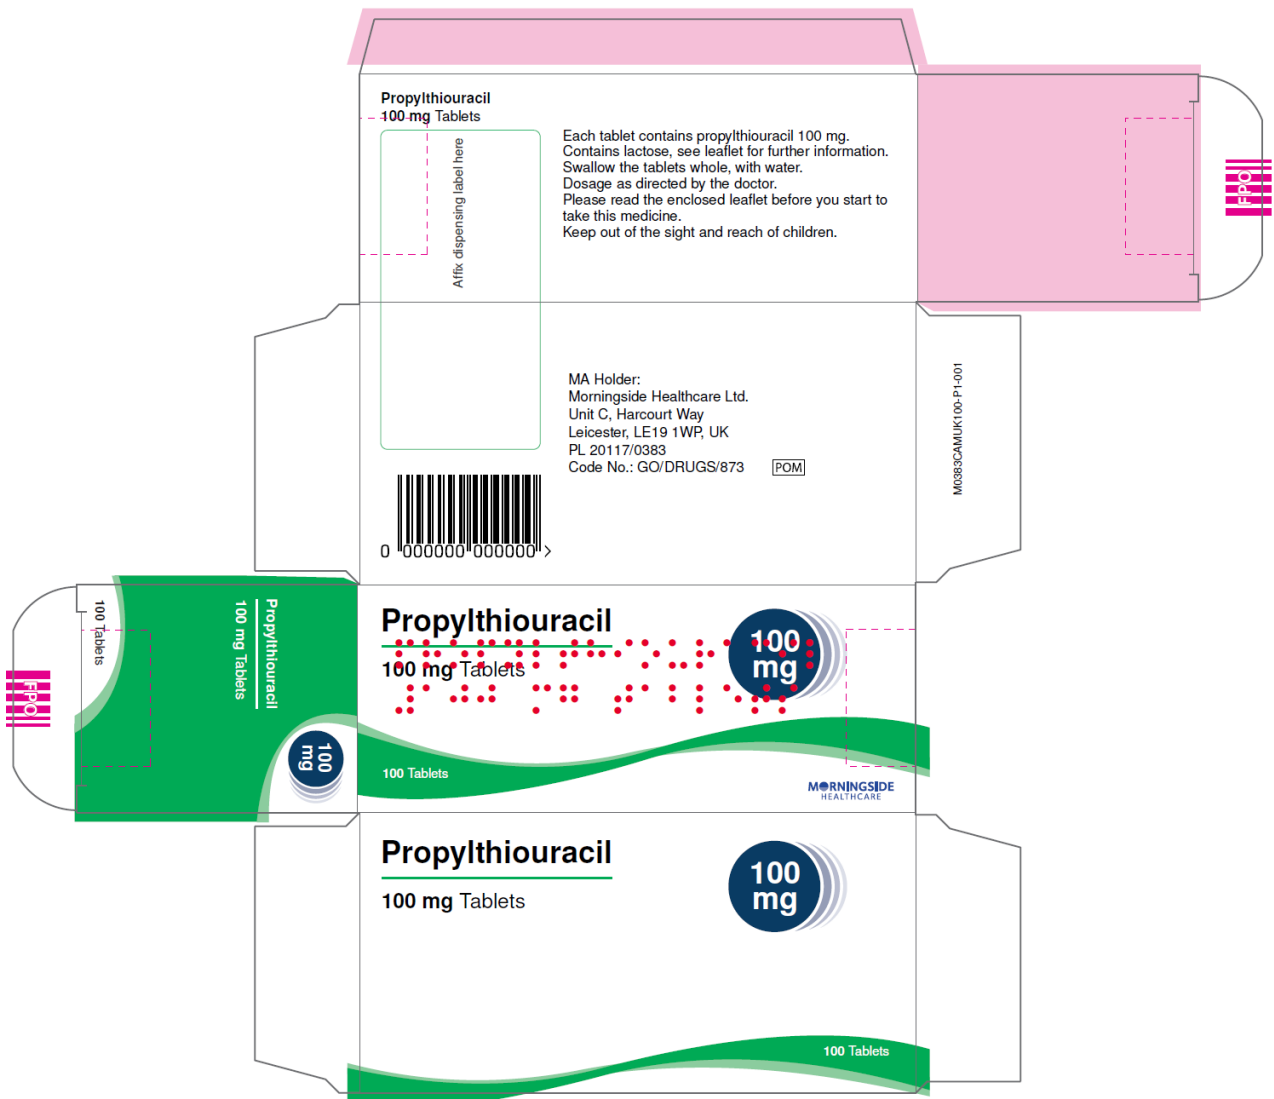 Propylthiouracil
100 mg Tablets
Affix dispensing label here
Each tablet contains propylthiouracil 100 mg.
Contains lactose, see leaflet for further information.
Swallow the tablets whole, with water.
Dosage as directed by the doctor.
Please read the enclosed leaflet before you start to
take this medicine.
Keep out of the sight and reach of children.
FPO
MA Holder:
Morningside Healthcare Ltd.
Unit C, Harcourt Way
Leicester, LE19 1WP, UK
PL 20117/0383
Code No.: GO/DRUGS/873 POM
M0383CAMUK100-P1-001
0 000000 000000 >
FPO
100 Tablets
Propylthiouracil
100 mg Tablets
100
mg
Propylthiouracil
100 mg Tablets
100
mg
100 Tablets
MORNINGSIDE
HEALTHCARE
Propylthiouracil
100 mg Tablets
100
mg
100 Tablets